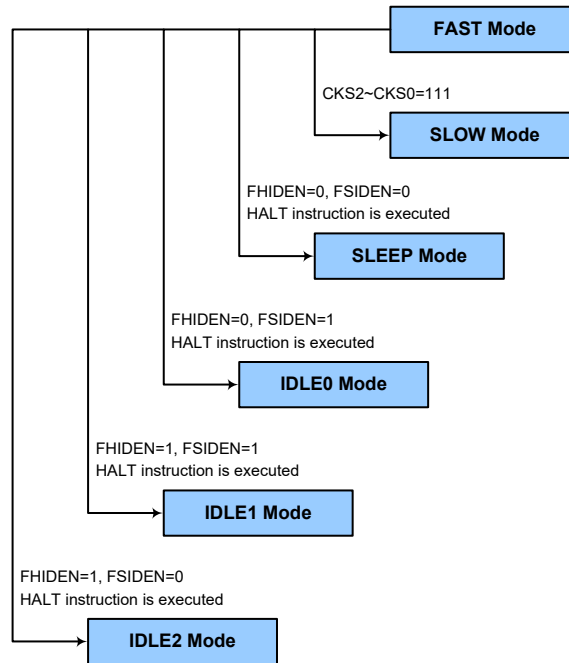 FAST Mode
CKS2~CKS0=111
SLOW Mode
FHIDEN=0, FSIDEN=0
HALT instruction is executed
SLEEP Mode
FHIDEN=0, FSIDEN=1
HALT instruction is executed
IDLE0 Mode
FHIDEN=1, FSIDEN=1
HALT instruction is executed
IDLE1 Mode
FHIDEN=1, FSIDEN=0
HALT instruction is executed
IDLE2 Mode